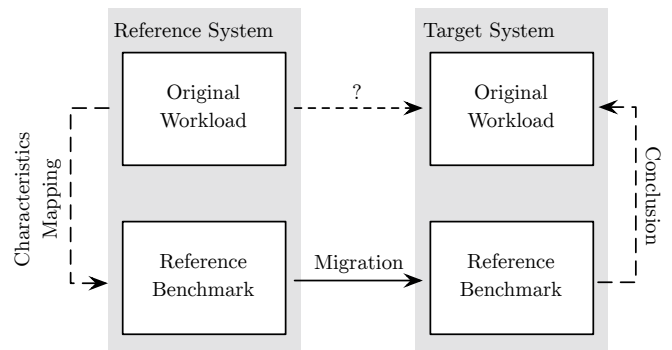 Reference System
Target System
Original
Workload
?
Original
Workload
Characteristics
Mapping
Conclusion
Reference
Benchmark
Migration
Reference
Benchmark